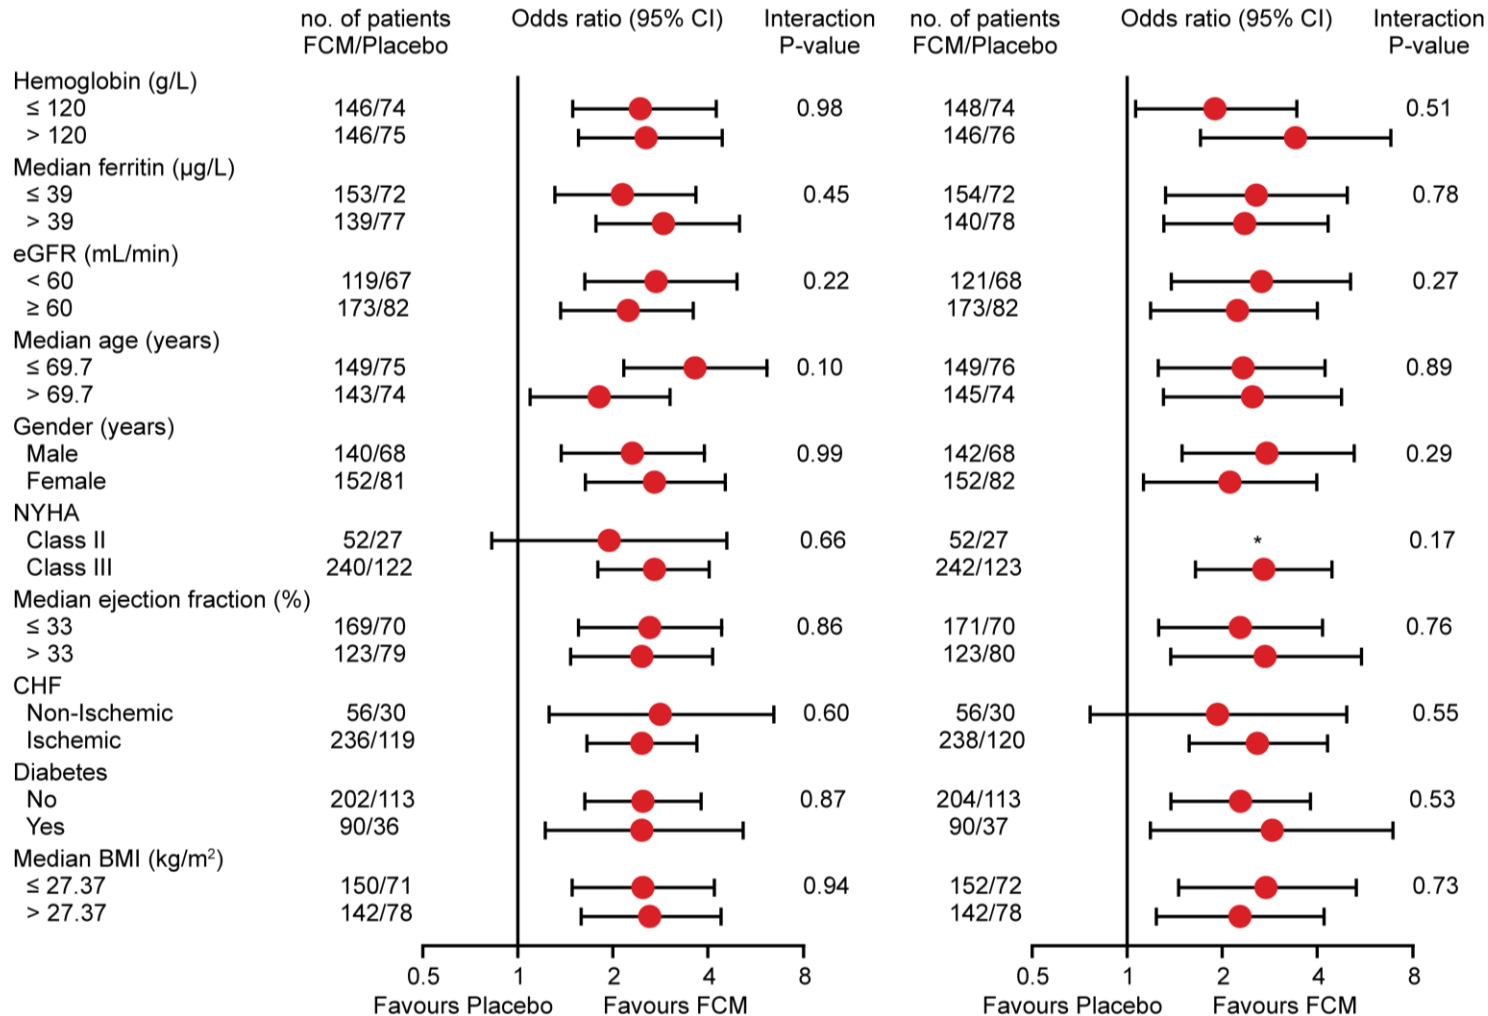 no. of patients Odds ratio (95% CI) Interaction no. of patients Odds ratio (95% CI) Interaction
FCM/Placebo P-value FCM/Placebo P-value
Hemoglobin (g/L)
≤ 120 146/74 0.98 148/74 0.51
> 120 146/75 146/76
Median ferritin (µg/L)
≤ 39 153/72 0.45 154/72 0.78
> 39 139/77 140/78
eGFR (mL/min)
< 60 119/67 0.22 121/68 0.27
≥ 60 173/82 173/82
Median age (years)
≤ 69.7 149/75 0.10 149/76 0.89
> 69.7 143/74 145/74
Gender (years)
Male 140/68 0.99 142/68 0.29
Female 152/81 152/82
NYHA
Class II 52/27 0.66 52/27 * 0.17
Class III 240/122 242/123
Median ejection fraction (%)
≤ 33 169/70 0.86 171/70 0.76
> 33 123/79 123/80
CHF
Non-Ischemic 56/30 0.60 56/30 0.55
Ischemic 236/119 238/120
Diabetes
No 202/113 0.87 204/113 0.53
Yes 90/36 90/37
Median BMI (kg/m²)
≤ 27.37 150/71 0.94 152/72 0.73
> 27.37 142/78 142/78
0.5 1 2 4 8 0.5 1 2 4 8
Favours Placebo Favours FCM Favours Placebo Favours FCM